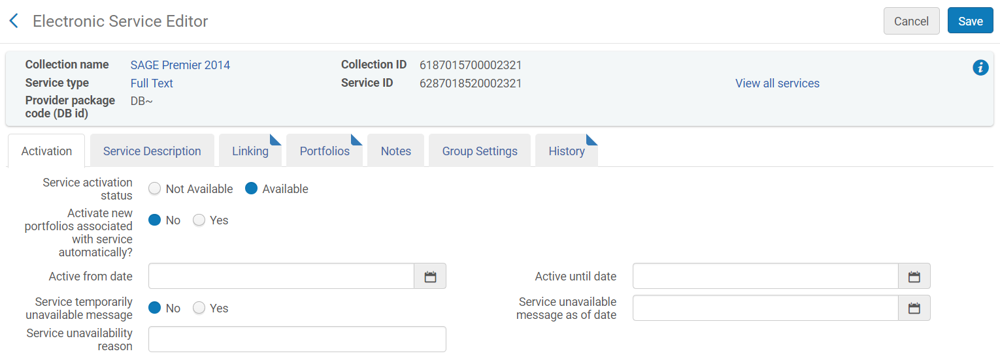 Electronic Service Editor
Cancel
Save
Collection name SAGE Premier 2014 Collection ID 6187015700002321
Service type Full Text Service ID 6287018520002321 View all services
Provider package DB~
code (DB id)
Activation Service Description Linking Portfolios Notes Group Settings History
Service activation
status
Not Available Available
Activate new
portfolios associated
with service
automatically?
No Yes
Active from date Active until date
Service temporarily
unavailable message
No Yes
Service unavailable
message as of date
Service unavailability
reason